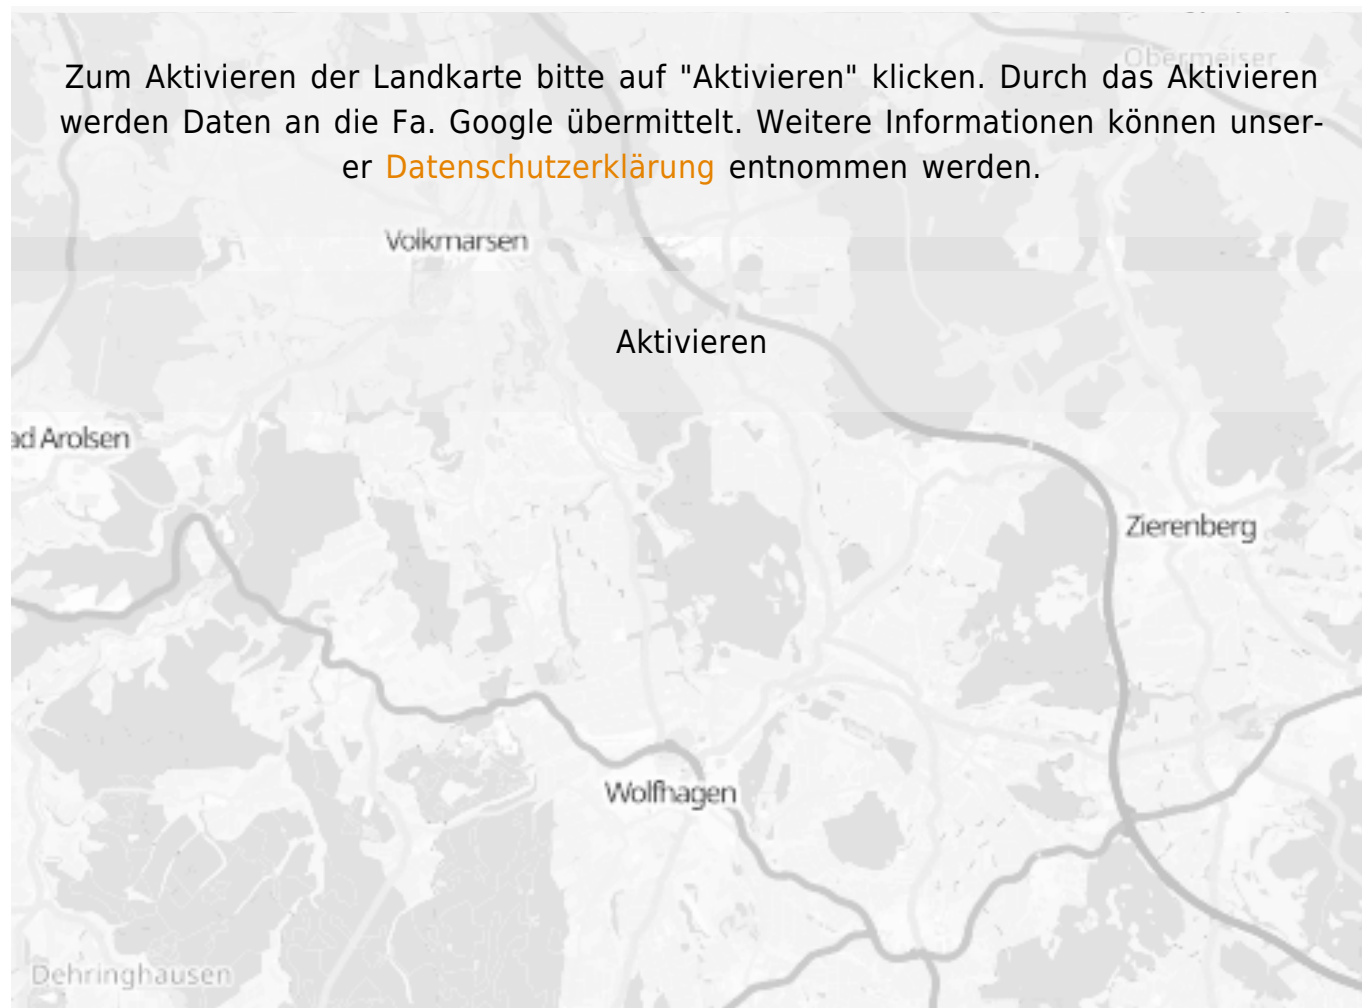 Obermeiser
Zum Aktivieren der Landkarte bitte auf "Aktivieren" klicken. Durch das Aktivieren
werden Daten an die Fa. Google übermittelt. Weitere Informationen können unser-
er Datenschutzerklärung entnommen werden.
Volkmarsen
Aktivieren
ad Arolsen
Zierenberg
Wolfhagen
Dehringhausen